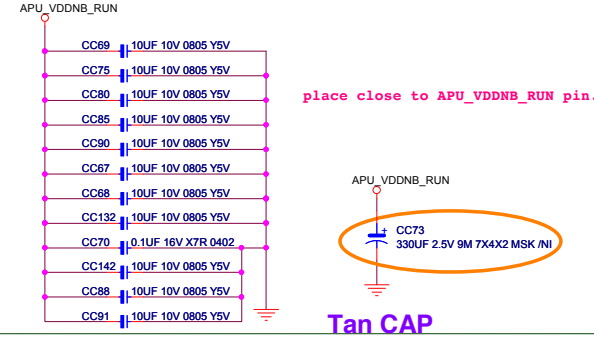 APU_VDDNB_RUN
CC69 10UF 10V 0805 Y5V
CC75 10UF 10V 0805 Y5V
CC80 10UF 10V 0805 Y5V
CC85 10UF 10V 0805 Y5V
CC90 10UF 10V 0805 Y5V
CC67 10UF 10V 0805 Y5V
CC68 10UF 10V 0805 Y5V
CC132 10UF 10V 0805 Y5V
CC70 0.1UF 16V X7R 0402
CC142 10UF 10V 0805 Y5V
CC88 10UF 10V 0805 Y5V
CC91 10UF 10V 0805 Y5V
place close to APU_VDDNB_RUN pin.
APU_VDDNB_RUN
+ CC73
330UF 2.5V 9M 7X4X2 MSK /NI
Tan CAP